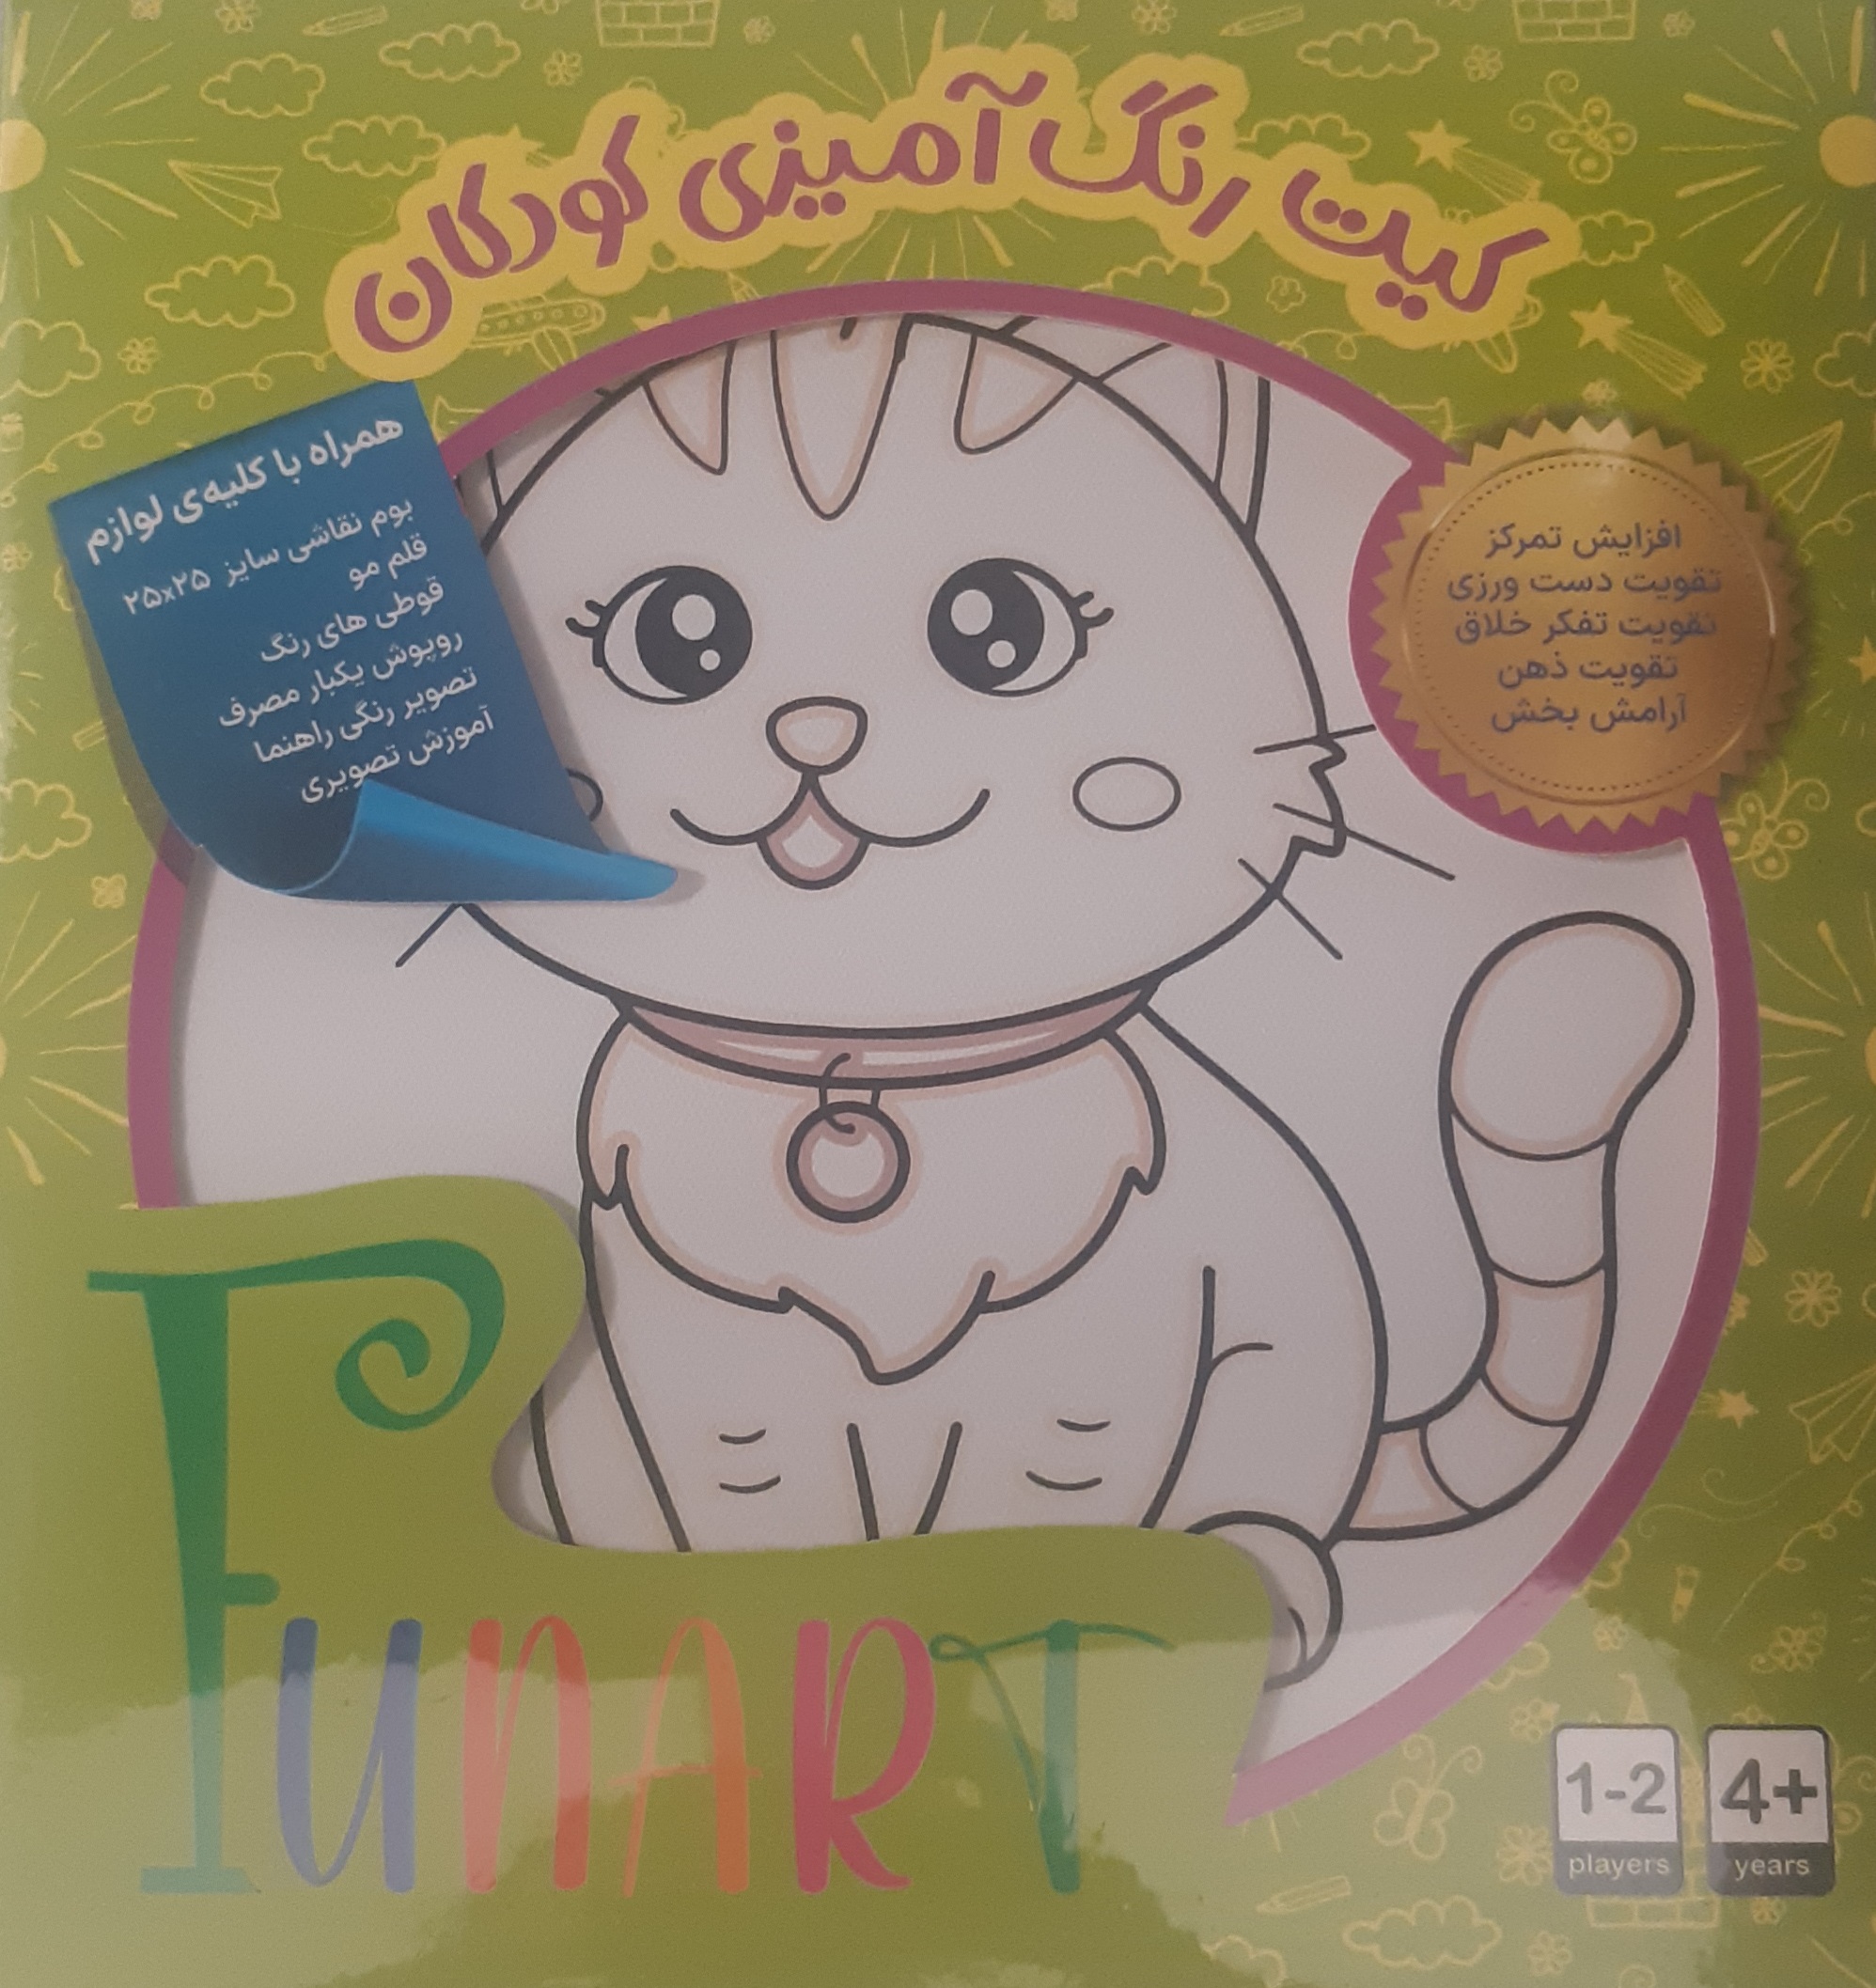 کیت رنگ آمیزی کودکان
همراه با کلیه‌ی لوازم
بوم نقاشی سایز ۲۵x۲۵
قلم مو
قوطی های رنگ
روپوش یکبار مصرف
تصویر رنگی راهنما
آموزش تصویری
افزایش تمرکز
تقویت دست ورزی
تقویت تفکر خلاق
تقویت ذهن
آرامش بخش
FUNART
1-2
players
4+
years